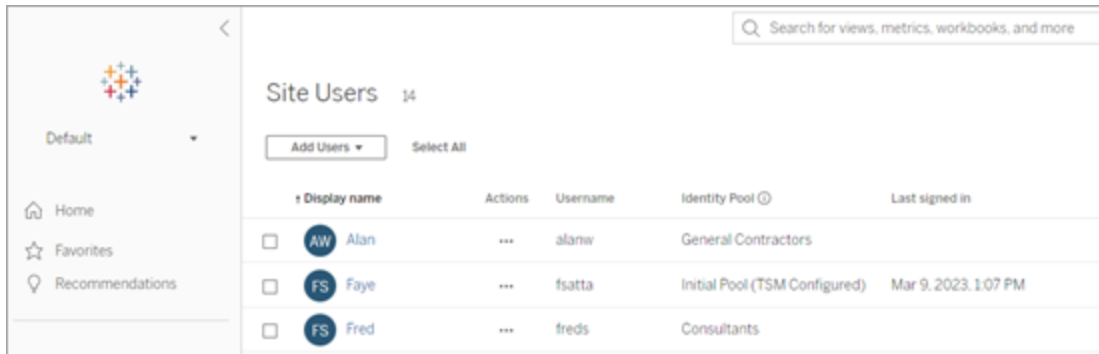 Search for views, metrics, workbooks, and more
Default
Home
Favorites
Recommendations
Site Users 14
Add Users Select All
Display name Actions Username Identity Pool Last signed in
AW Alan ... alanw General Contractors
FS Faye ... fsatta Initial Pool (TSM Configured) Mar 9, 2023, 1:07 PM
FS Fred ... freds Consultants